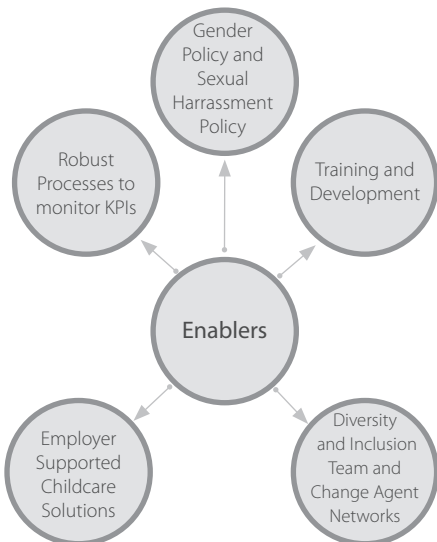 Gender
Policy and
Sexual
Harrassment
Policy
Robust
Processes to
monitor KPIs
Training and
Development
Enablers
Employer
Supported
Childcare
Solutions
Diversity
and Inclusion
Team and
Change Agent
Networks